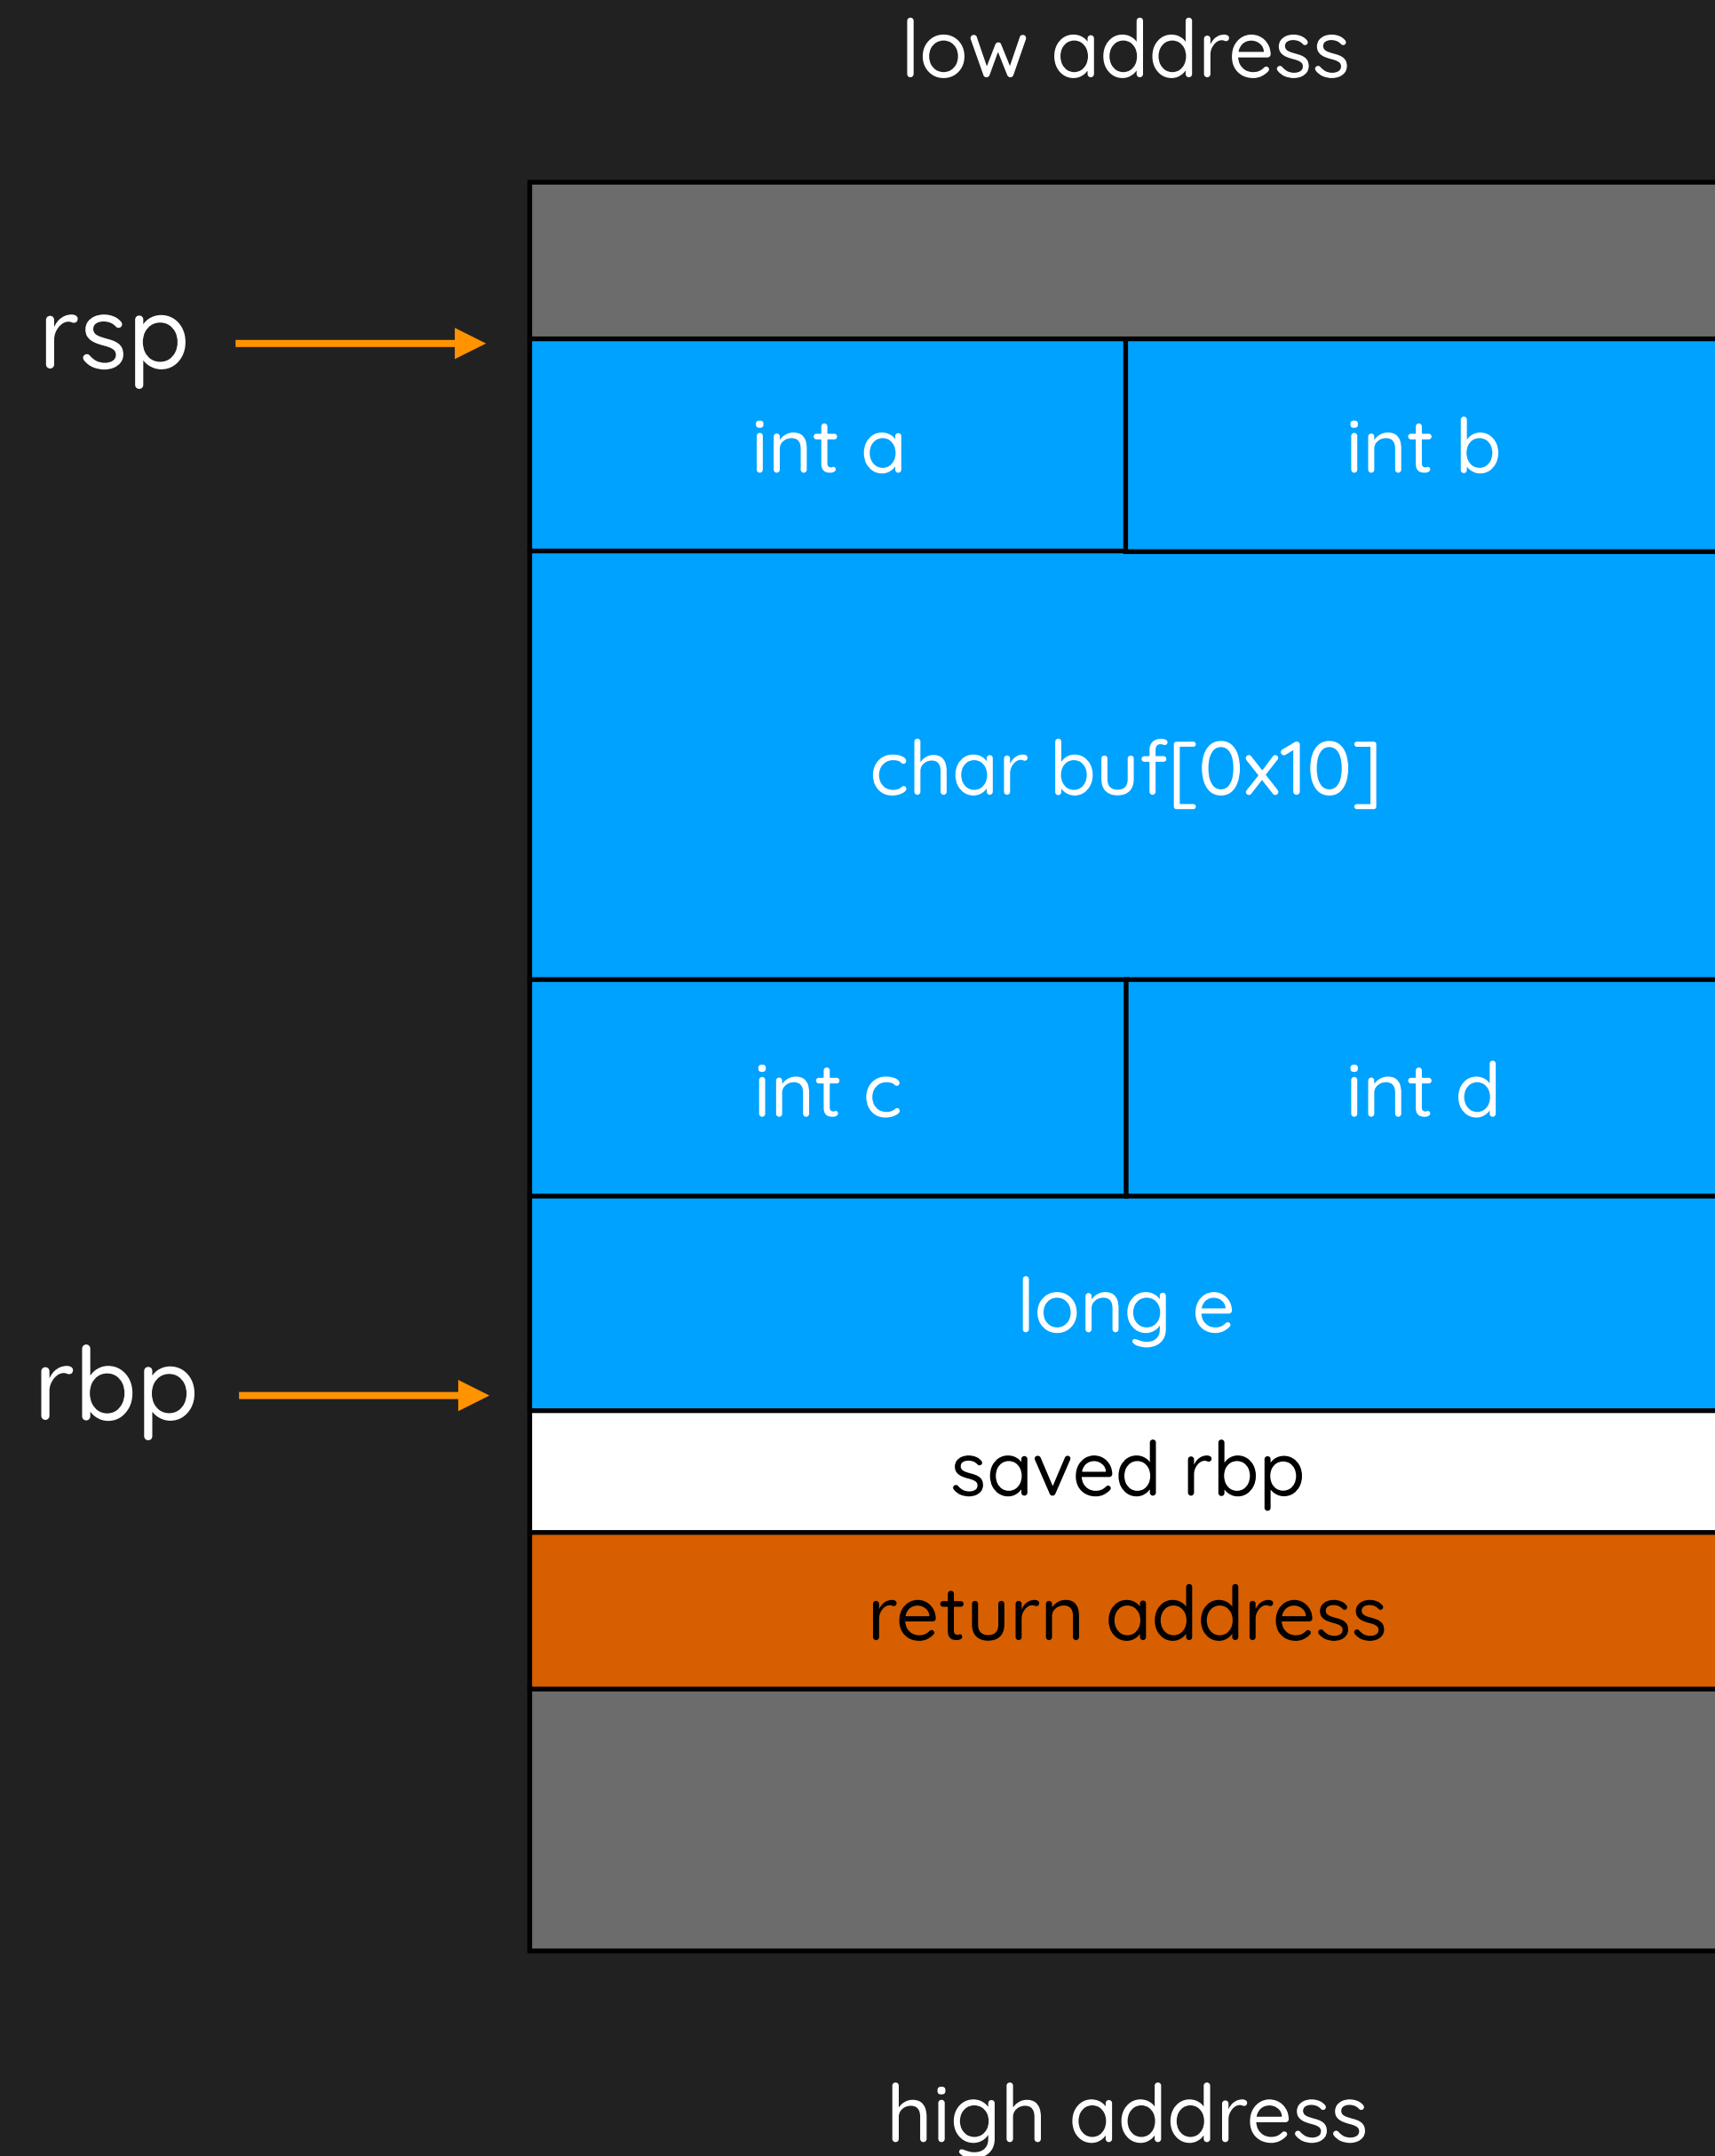 low address
rsp
int a
int b
char buf[0x10]
int c
int d
long e
rbp
saved rbp
return address
high address